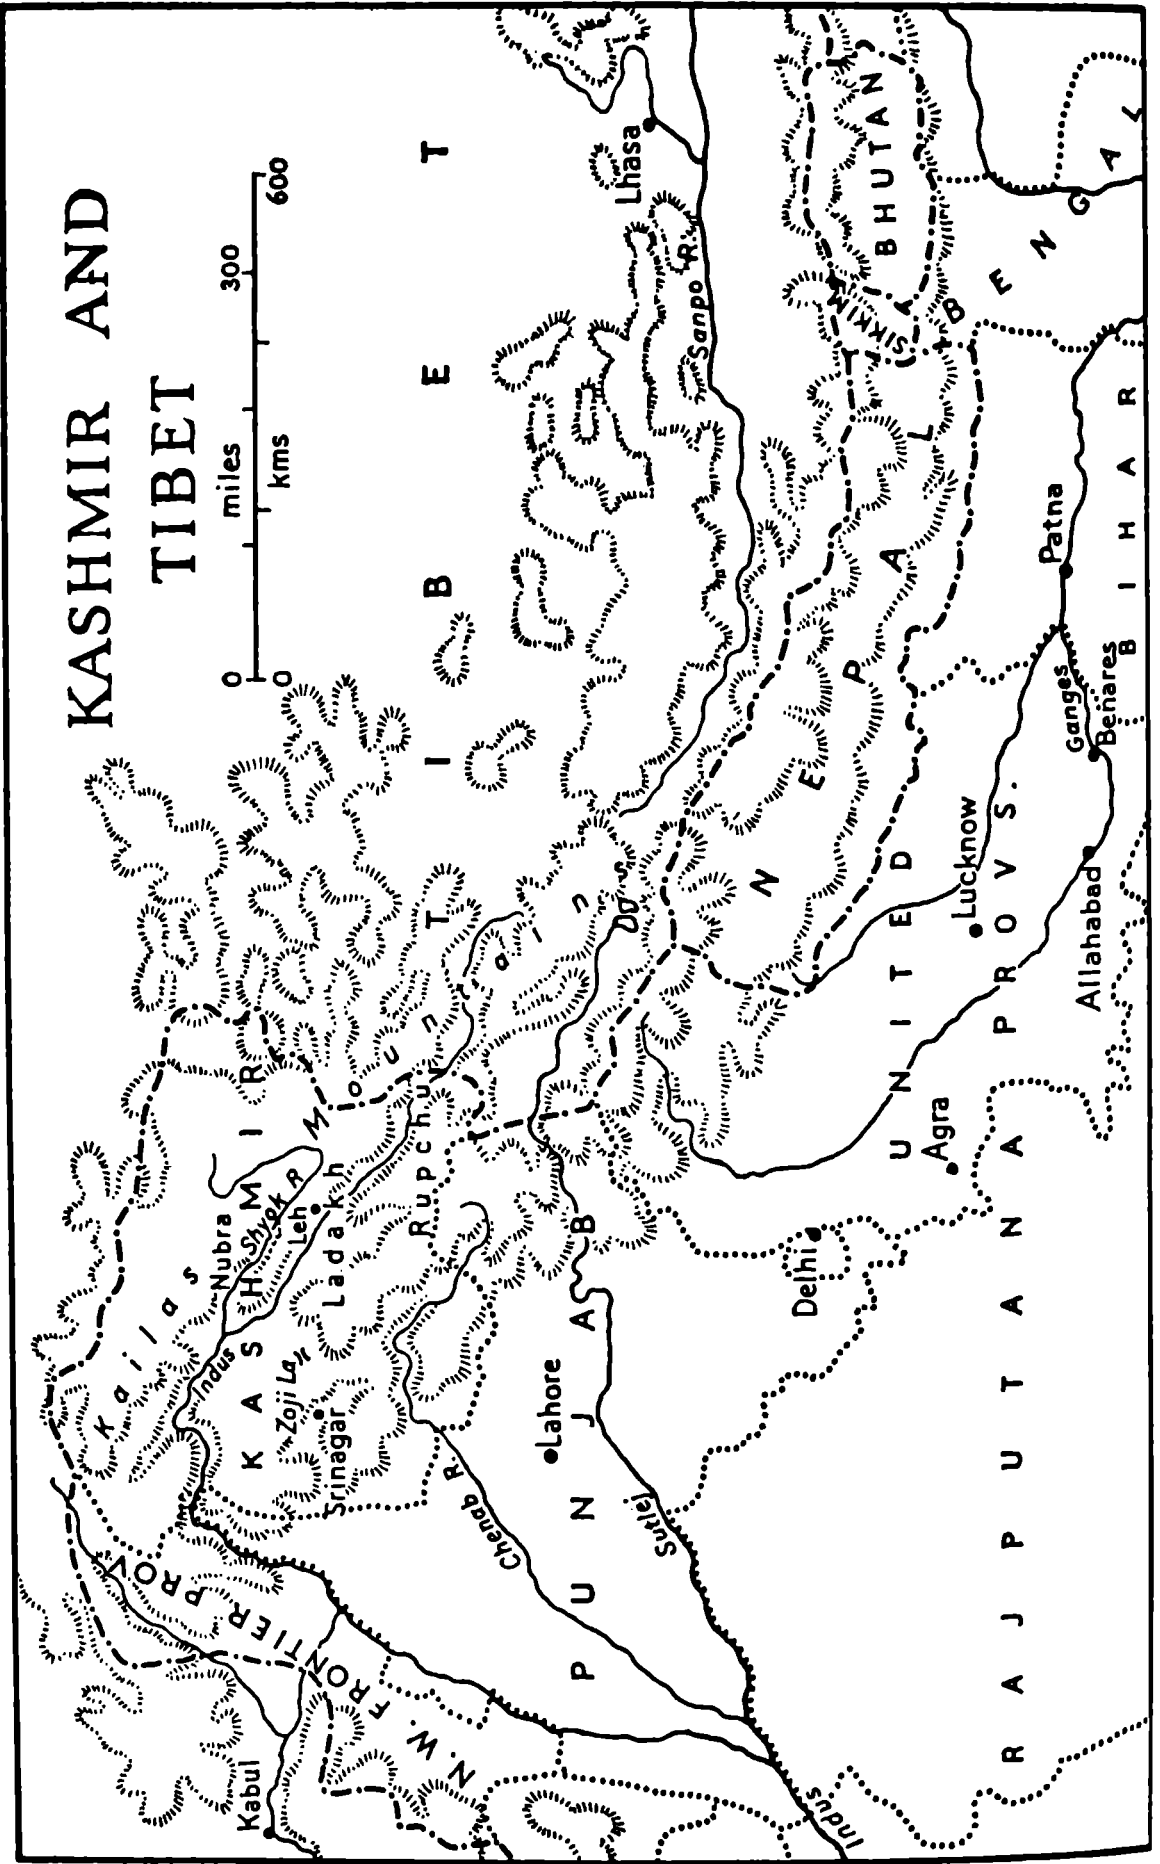 KASHMIR AND
TIBET
miles
0 300
kms
0 600
TIBET
Kailas Mountains
KASHMIR
Nubra
Shyok R
Leh
Ladakh
Rupchu
Indus
Zoji La
Srinagar
N.W. FRONTIER PROV
Kabul
Chenab R.
PUNJAB
Lahore
Sutlej
Indus
Delhi
RAJPUTANA
Agra
UNITED
PROVS.
Lucknow
Allahabad
Benares
Ganges
Patna
BIHAR
NEPAL
SIKKIM
BHUTAN
BENGAL
Lhasa
Sanpo R.